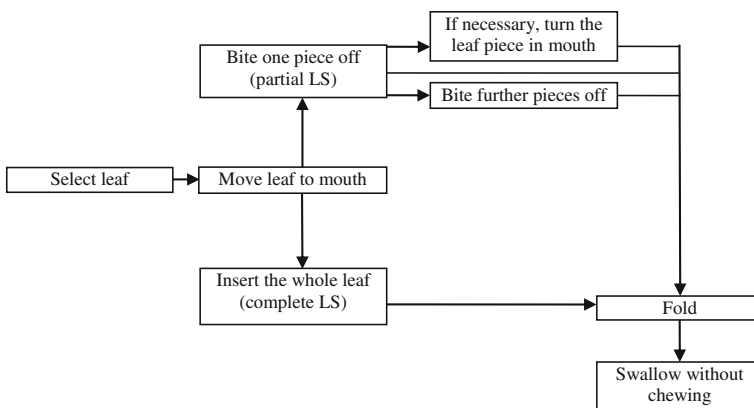 If necessary, turn the
leaf piece in mouth
Bite one piece off
(partial LS)
Bite further pieces off
Select leaf
Move leaf to mouth
Insert the whole leaf
(complete LS)
Fold
Swallow without
chewing